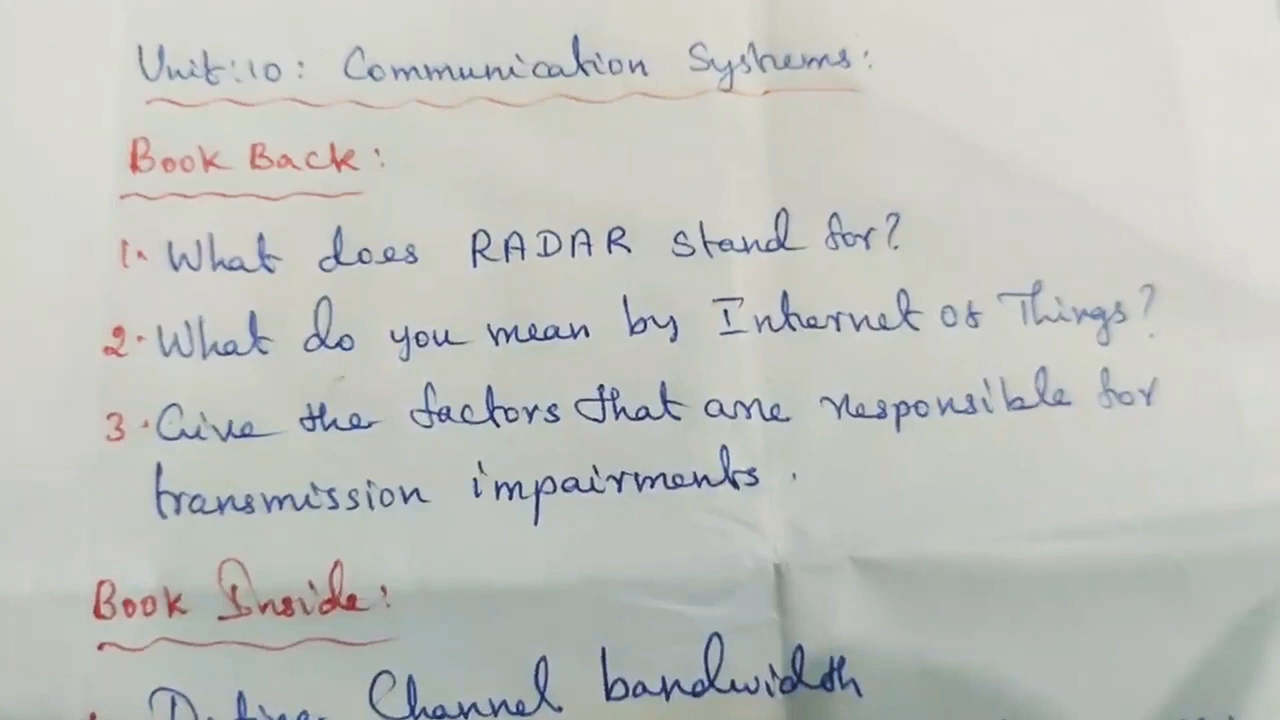 Unit:10: Communication Systems:
Book Back:
1. What does RADAR stand for?
2. What do you mean by Internet of Things?
3. Give the factors that are responsible for
transmission impairments.
Book Inside:
Define Channel bandwidth